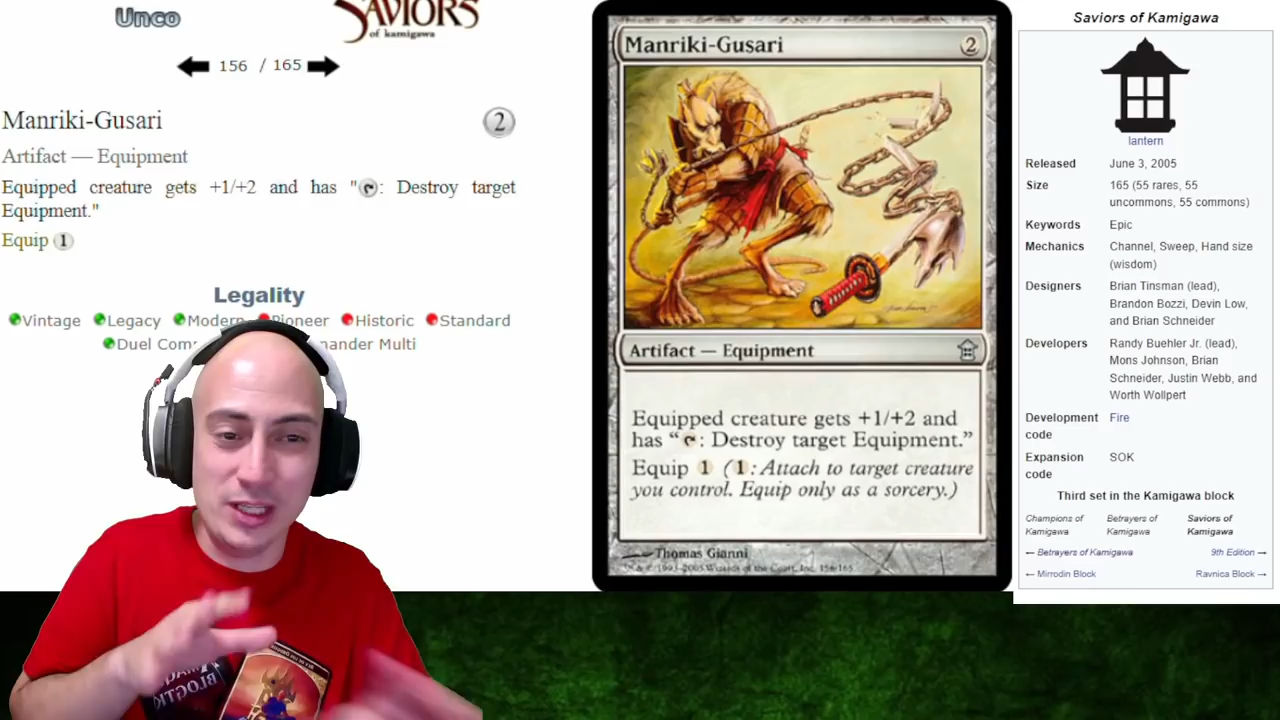 Unco
SAVIORS
of kamigawa
156 / 165
Manriki-Gusari
2
Artifact — Equipment
Equipped creature gets +1/+2 and has ": Destroy target
Equipment."
Equip 1
Legality
Vintage Legacy Modern Pioneer Historic Standard
Duel Com mander Multi
Manriki-Gusari 2
Artifact — Equipment
Equipped creature gets +1/+2 and
has “: Destroy target Equipment.”
Equip 1 (1: Attach to target creature
you control. Equip only as a sorcery.)
Thomas Gianni
Saviors of Kamigawa
lantern
Released June 3, 2005
Size 165 (55 rares, 55
uncommons, 55 commons)
Keywords Epic
Mechanics Channel, Sweep, Hand size
(wisdom)
Designers Brian Tinsman (lead),
Brandon Bozzi, Devin Low,
and Brian Schneider
Developers Randy Buehler Jr. (lead),
Mons Johnson, Brian
Schneider, Justin Webb, and
Worth Wollpert
Development Fire
code
Expansion SOK
code
Third set in the Kamigawa block
Champions of Betrayers of Saviors of
Kamigawa Kamigawa Kamigawa
← Betrayers of Kamigawa 9th Edition →
← Mirrodin Block Ravnica Block →